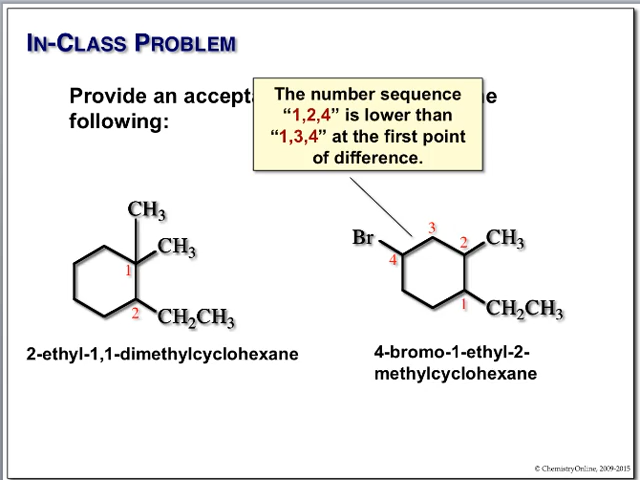 IN-CLASS PROBLEM
Provide an accept
ne
following:
The number sequence
“1,2,4” is lower than
“1,3,4” at the first point
of difference.
CH3
CH3
1
2
CH2CH3
2-ethyl-1,1-dimethylcyclohexane
Br
3
2
CH3
4
1
CH2CH3
4-bromo-1-ethyl-2-
methylcyclohexane
© ChemistryOnline, 2009-2015